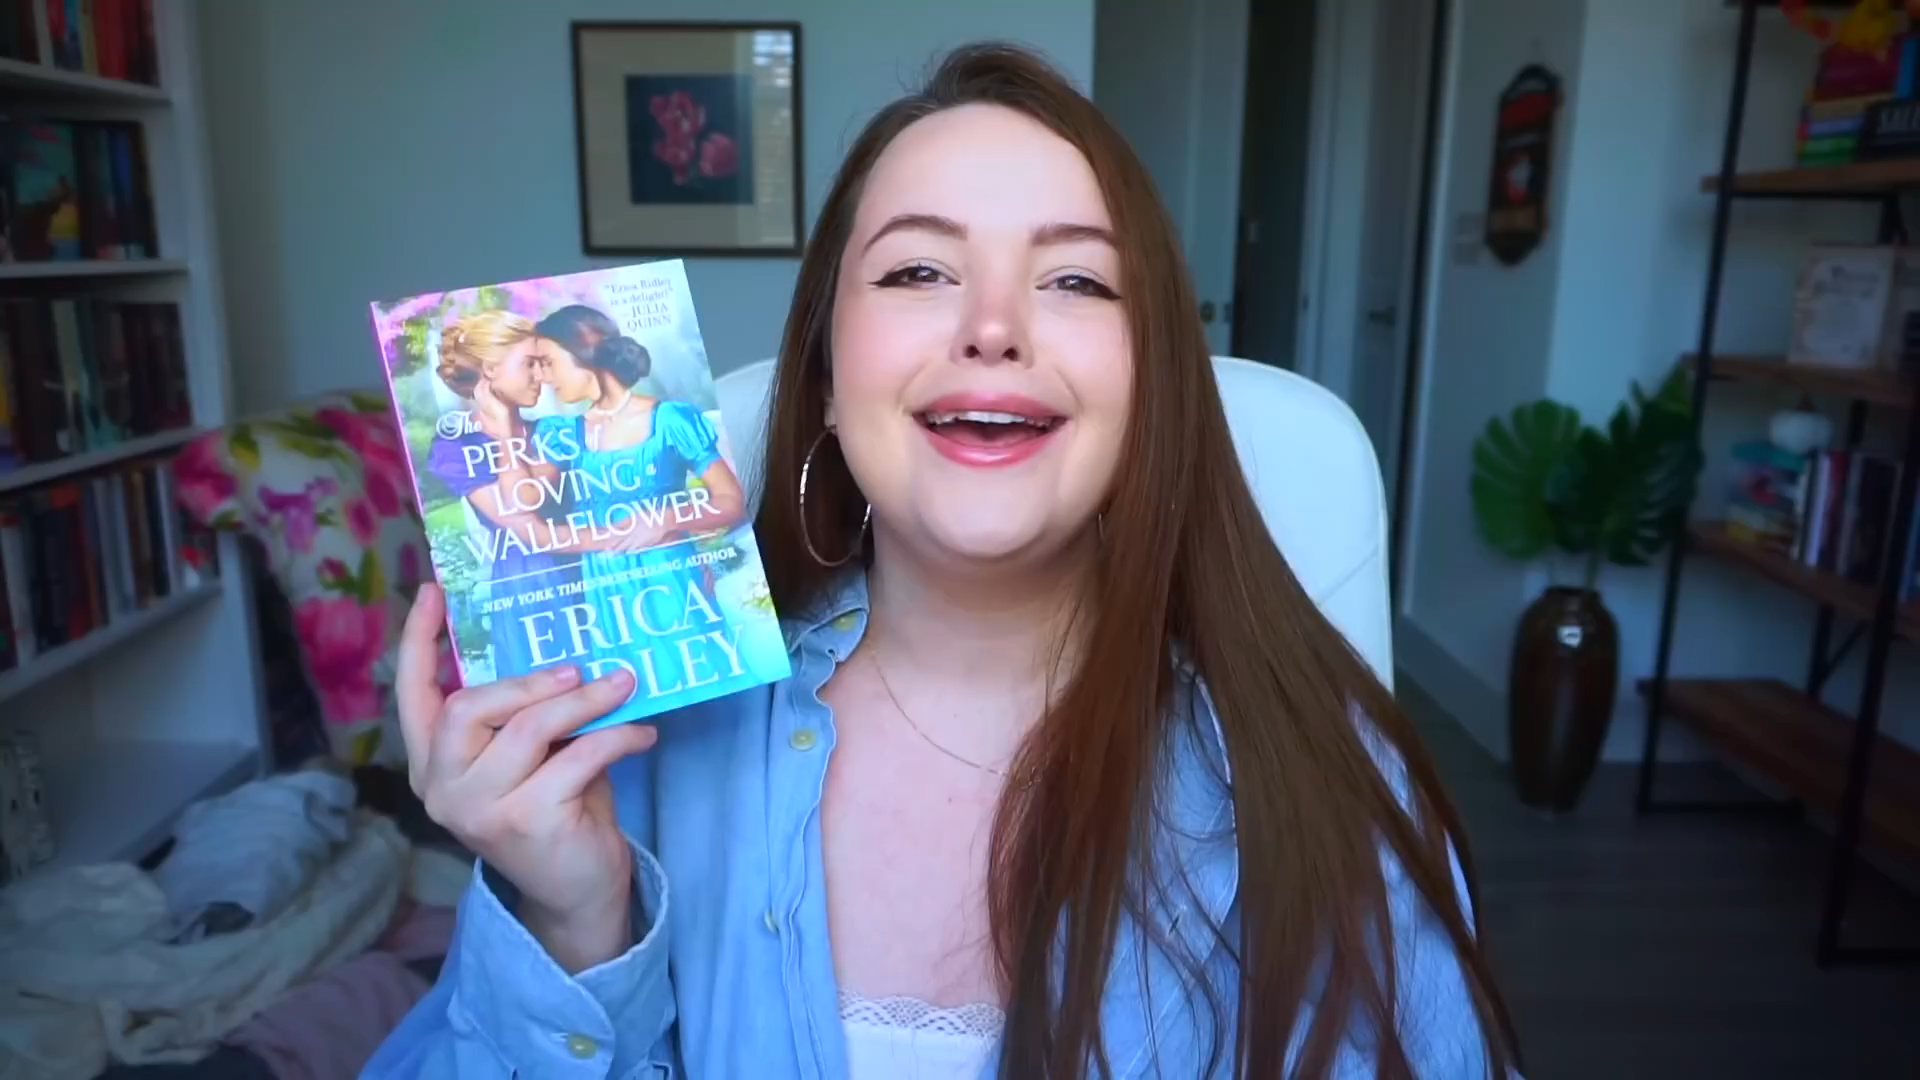 "Erica Ridley
is a delight!"
—JULIA
QUINN
The
PERKS of
LOVING a
WALLFLOWER
NEW YORK TIMES BESTSELLING AUTHOR
ERICA
DLEY